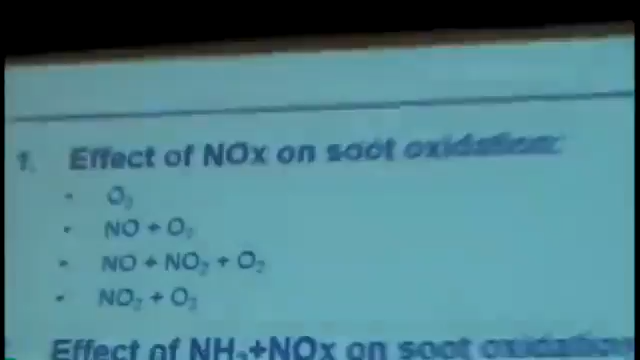 1. Effect of NOx on soot oxidation:
• O₂
• NO + O₂
• NO + NO₂ + O₂
• NO₂ + O₂
Effect of NH₃+NOx on soot oxidation